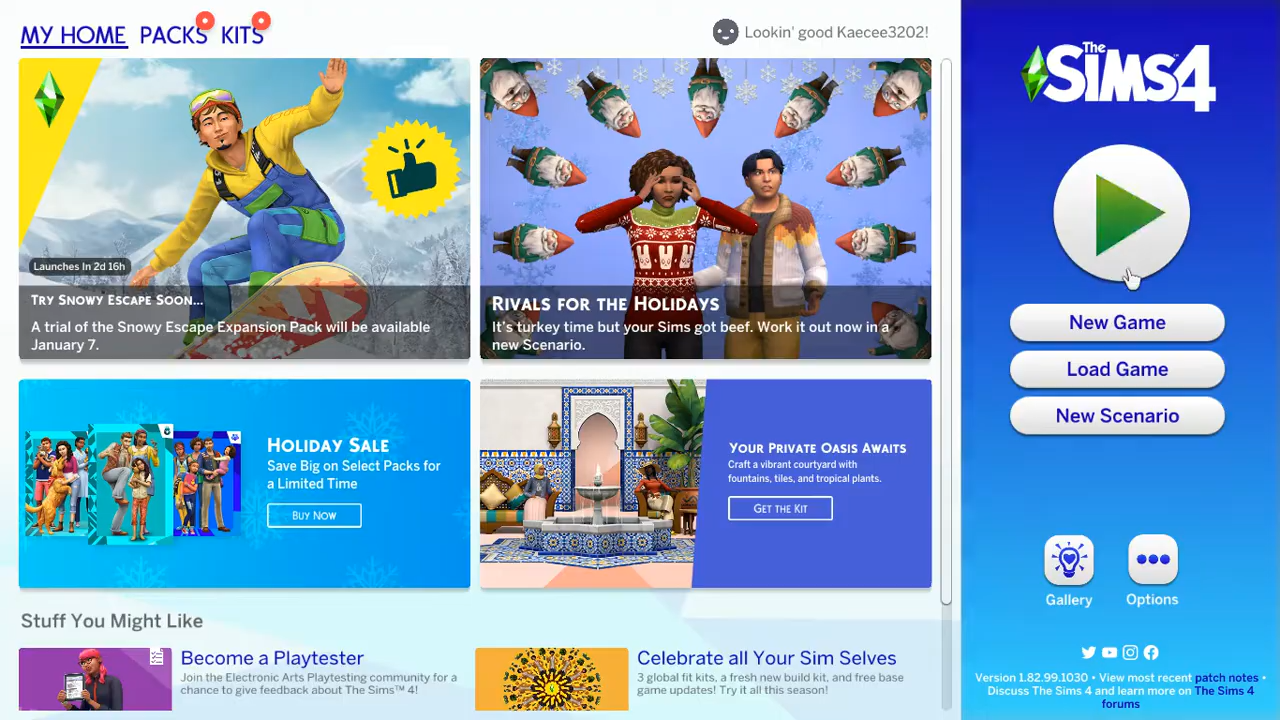 MY HOME PACKS KITS
Lookin' good Kaecee3202!
Launches In 2d 16h
Try Snowy Escape Soon...
A trial of the Snowy Escape Expansion Pack will be available
January 7.
Rivals for the Holidays
It's turkey time but your Sims got beef. Work it out now in a
new Scenario.
Holiday Sale
Save Big on Select Packs for
a Limited Time
Buy Now
Your Private Oasis Awaits
Craft a vibrant courtyard with
fountains, tiles, and tropical plants.
Get the Kit
Stuff You Might Like
Become a Playtester
Join the Electronic Arts Playtesting community for a
chance to give feedback about The Sims™ 4!
Celebrate all Your Sim Selves
3 global fit kits, a fresh new build kit, and free base
game updates! Try it all this season!
The Sims 4
New Game
Load Game
New Scenario
Gallery
Options
Version 1.82.99.1030 • View most recent patch notes •
Discuss The Sims 4 and learn more on The Sims 4
forums